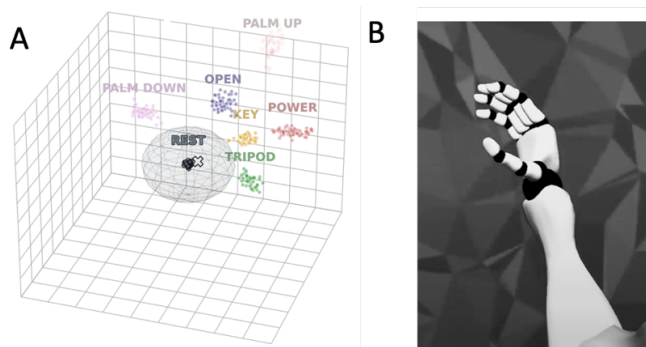 A
B
PALM UP
PALM DOWN
OPEN
KEY
POWER
REST
TRIPOD